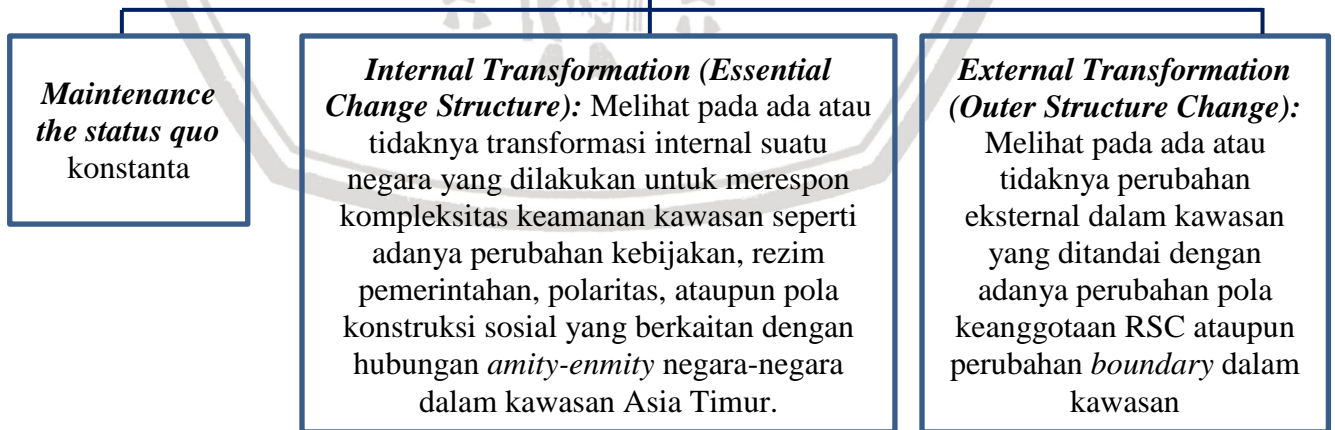 Maintenance
the status quo
konstanta
Internal Transformation (Essential
Change Structure): Melihat pada ada atau
tidaknya transformasi internal suatu
negara yang dilakukan untuk merespon
kompleksitas keamanan kawasan seperti
adanya perubahan kebijakan, rezim
pemerintahan, polaritas, ataupun pola
konstruksi sosial yang berkaitan dengan
hubungan amity-enmity negara-negara
dalam kawasan Asia Timur.
External Transformation
(Outer Structure Change):
Melihat pada ada atau
tidaknya perubahan
eksternal dalam kawasan
yang ditandai dengan
adanya perubahan pola
keanggotaan RSC ataupun
perubahan boundary dalam
kawasan